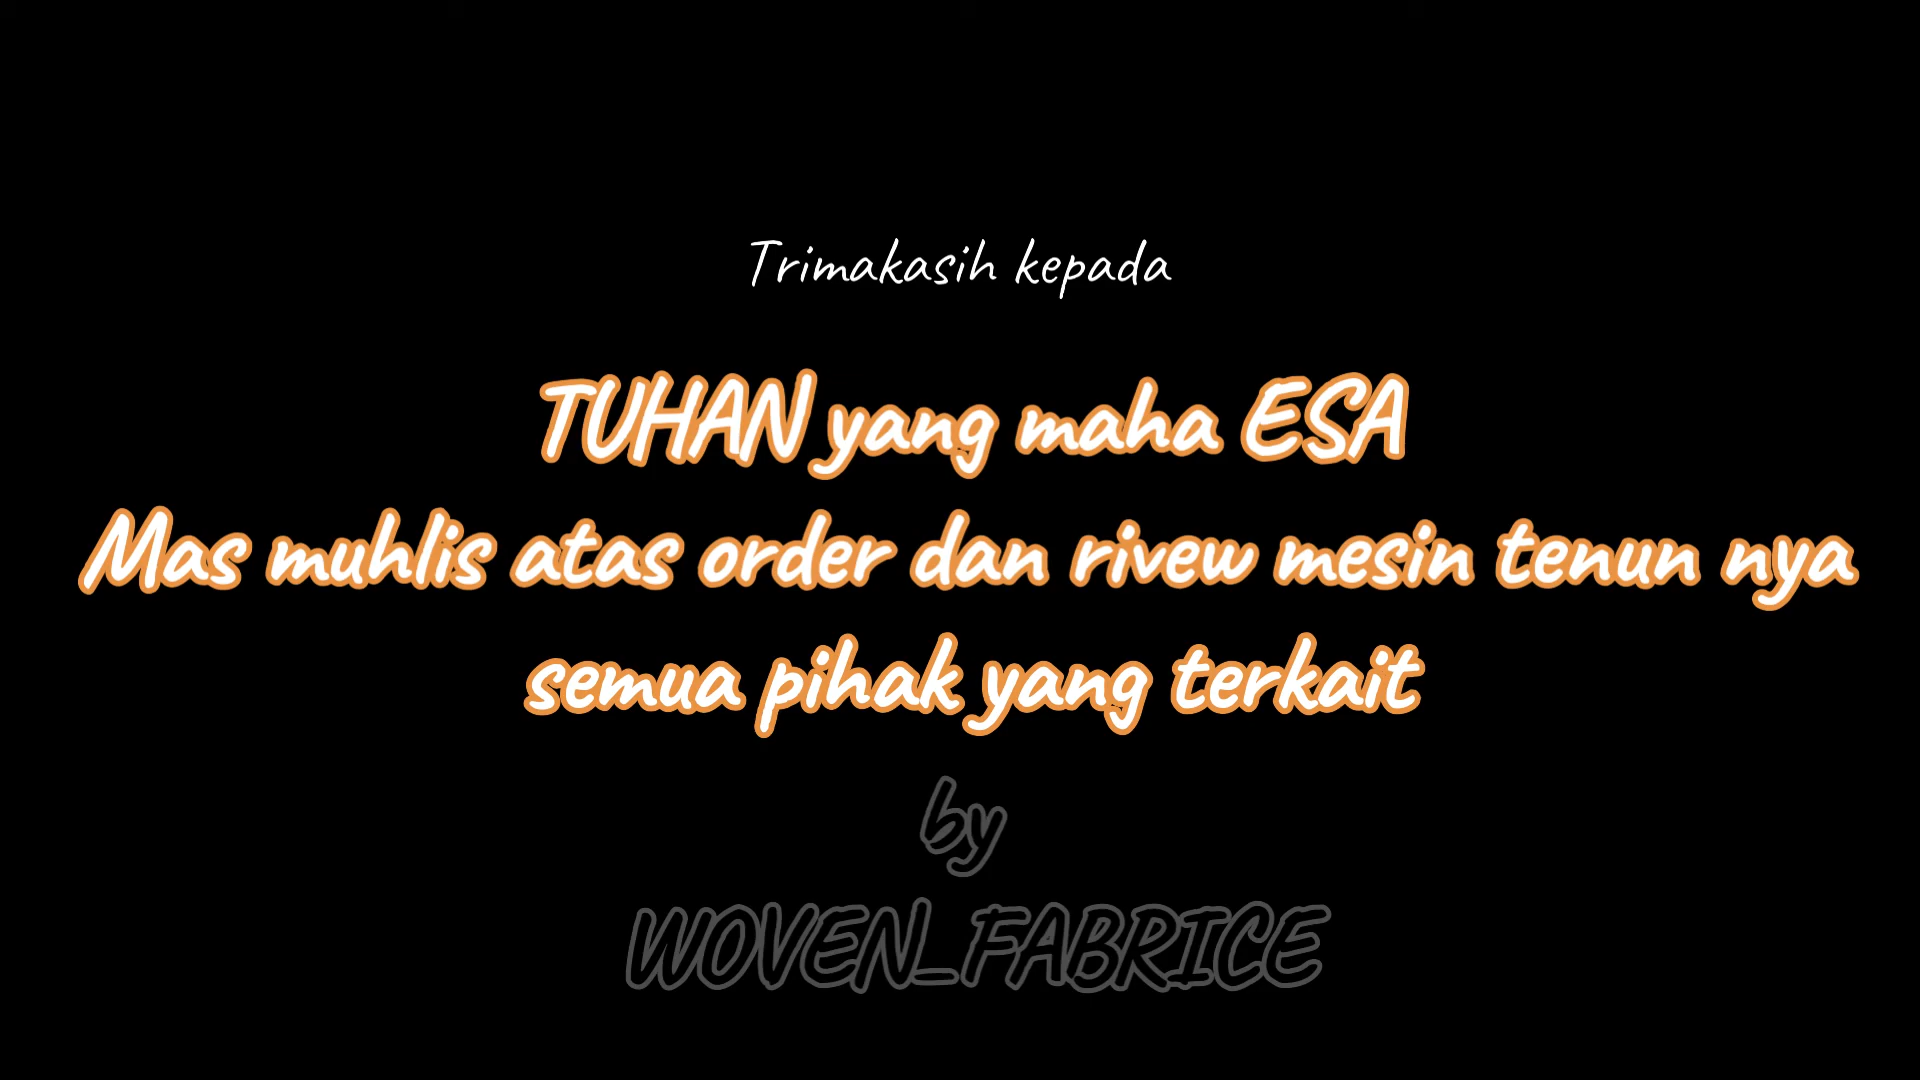 Trimakasih kepada
TUHAN yang maha ESA
Mas muhlis atas order dan rivew mesin tenun nya
semua pihak yang terkait
by
WOVEN_FABRICE